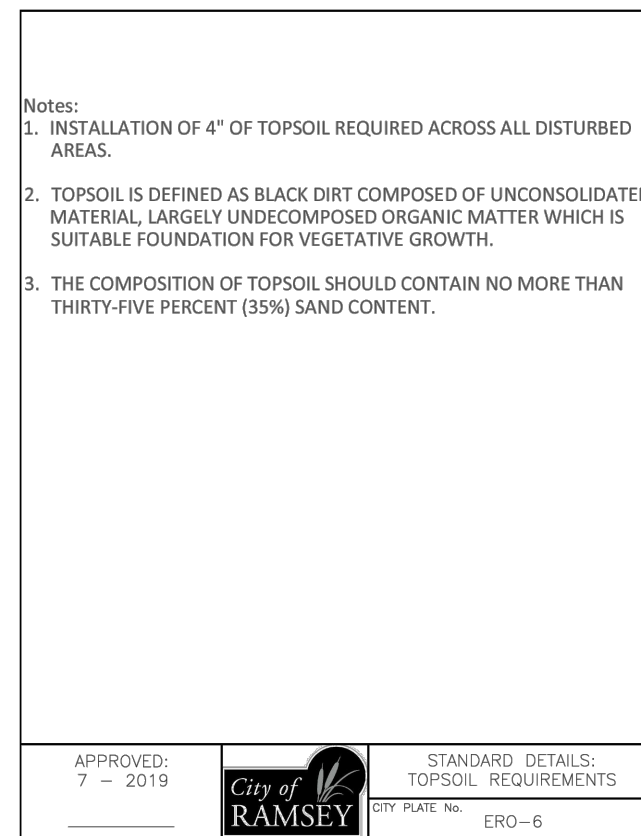 Notes:
1. INSTALLATION OF 4" OF TOPSOIL REQUIRED ACROSS ALL DISTURBED
AREAS.
2. TOPSOIL IS DEFINED AS BLACK DIRT COMPOSED OF UNCONSOLIDATE
MATERIAL, LARGELY UNDECOMPOSED ORGANIC MATTER WHICH IS
SUITABLE FOUNDATION FOR VEGETATIVE GROWTH.
3. THE COMPOSITION OF TOPSOIL SHOULD CONTAIN NO MORE THAN
THIRTY-FIVE PERCENT (35%) SAND CONTENT.
APPROVED:
7 – 2019
City of
RAMSEY
STANDARD DETAILS:
TOPSOIL REQUIREMENTS
CITY PLATE No.
ERO–6